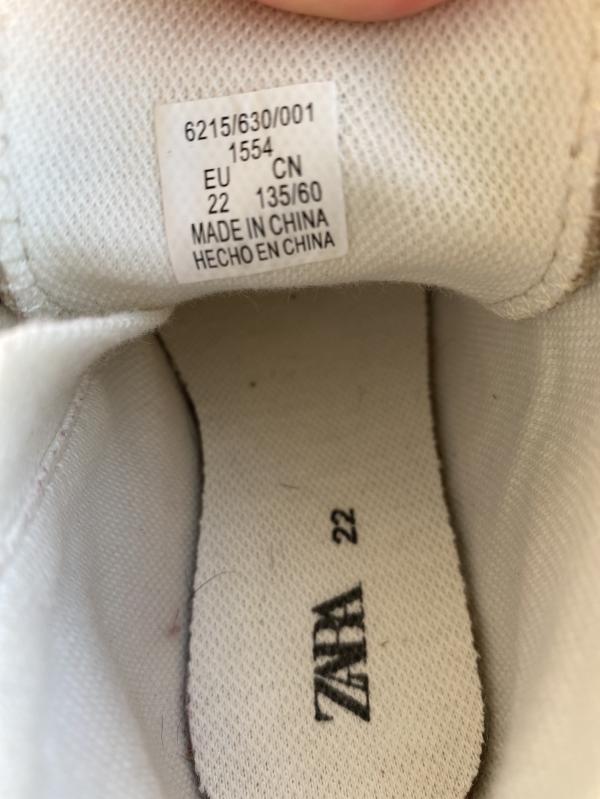 6215/630/001
1554
EU CN
22 135/60
MADE IN CHINA
HECHO EN CHINA
22
ZARA